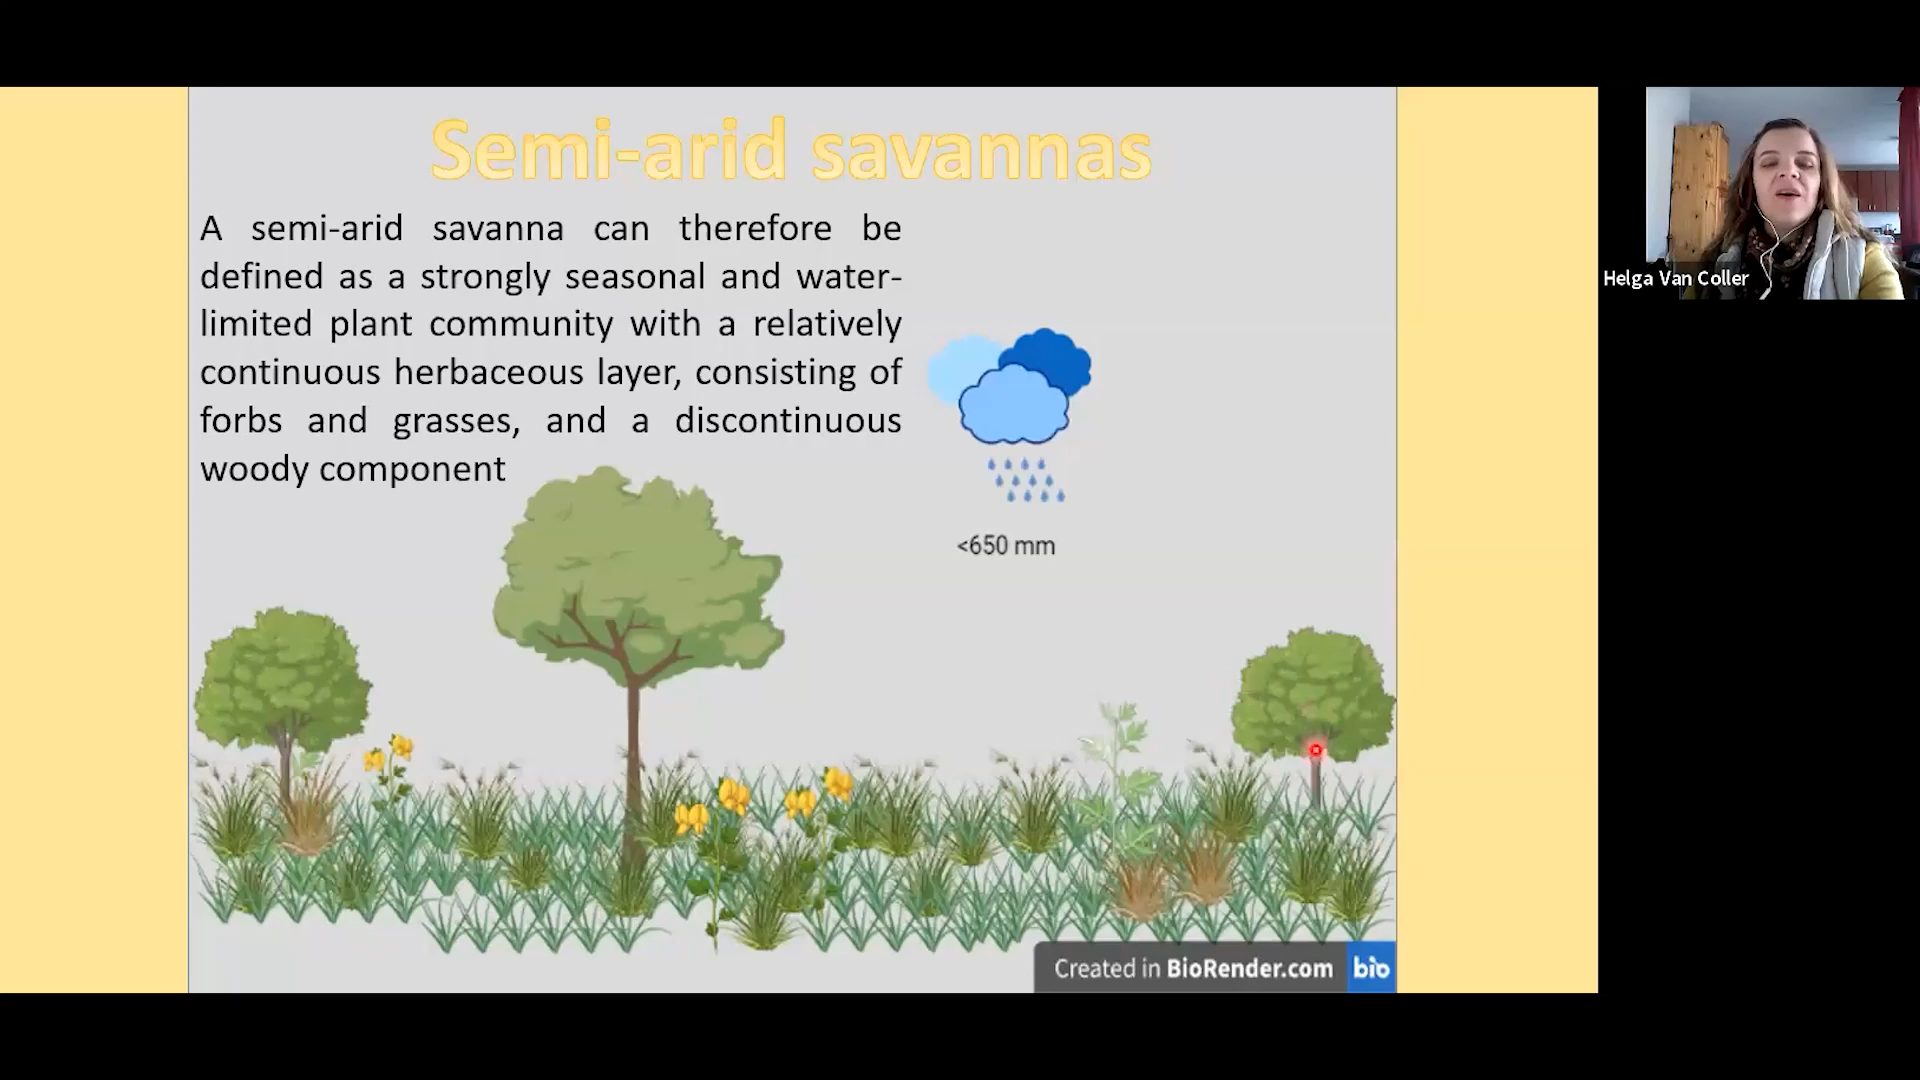 Semi-arid savannas
A semi-arid savanna can therefore be
defined as a strongly seasonal and water-
limited plant community with a relatively
continuous herbaceous layer, consisting of
forbs and grasses, and a discontinuous
woody component
<650 mm
Created in BioRender.com bio
Helga Van Coller